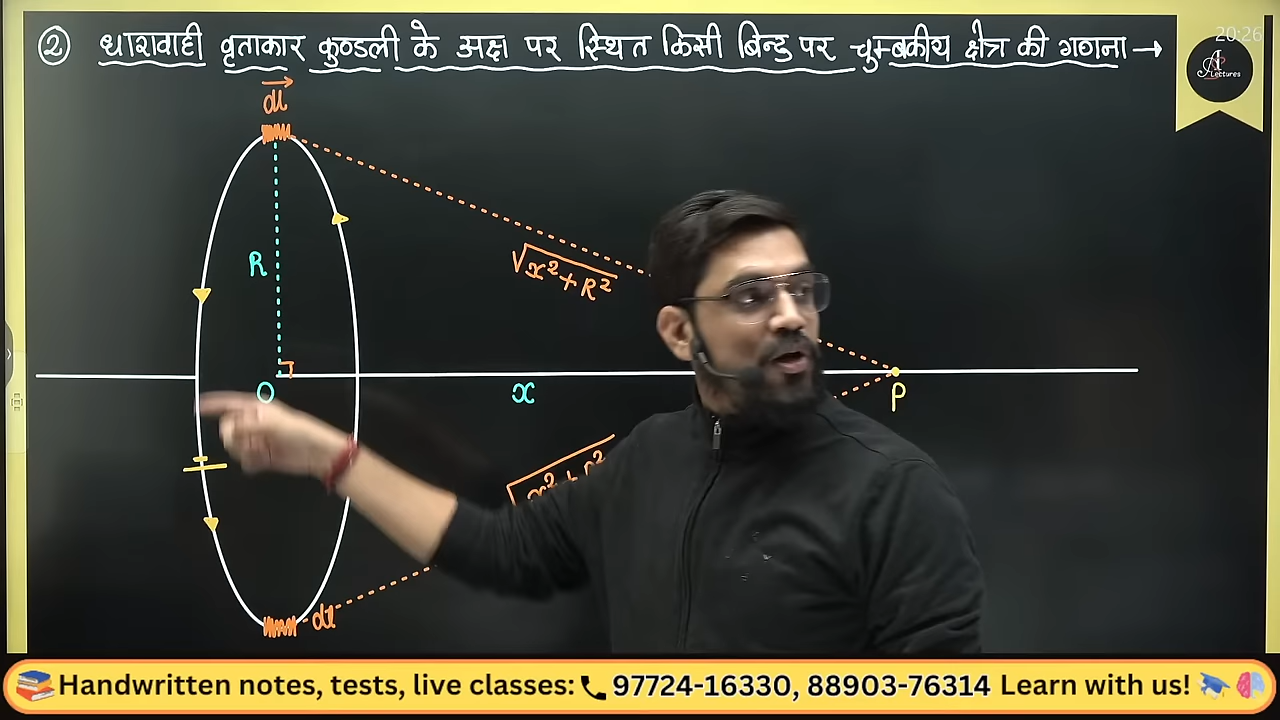 ② धारावाही वृताकार कुण्डली के अक्ष पर स्थित किसी बिन्दु पर चुम्बकीय क्षेत्र की गणना →
20:26
Lectures
dl
R
√x²+R²
O
x
P
dl
Handwritten notes, tests, live classes: 97724-16330, 88903-76314 Learn with us!